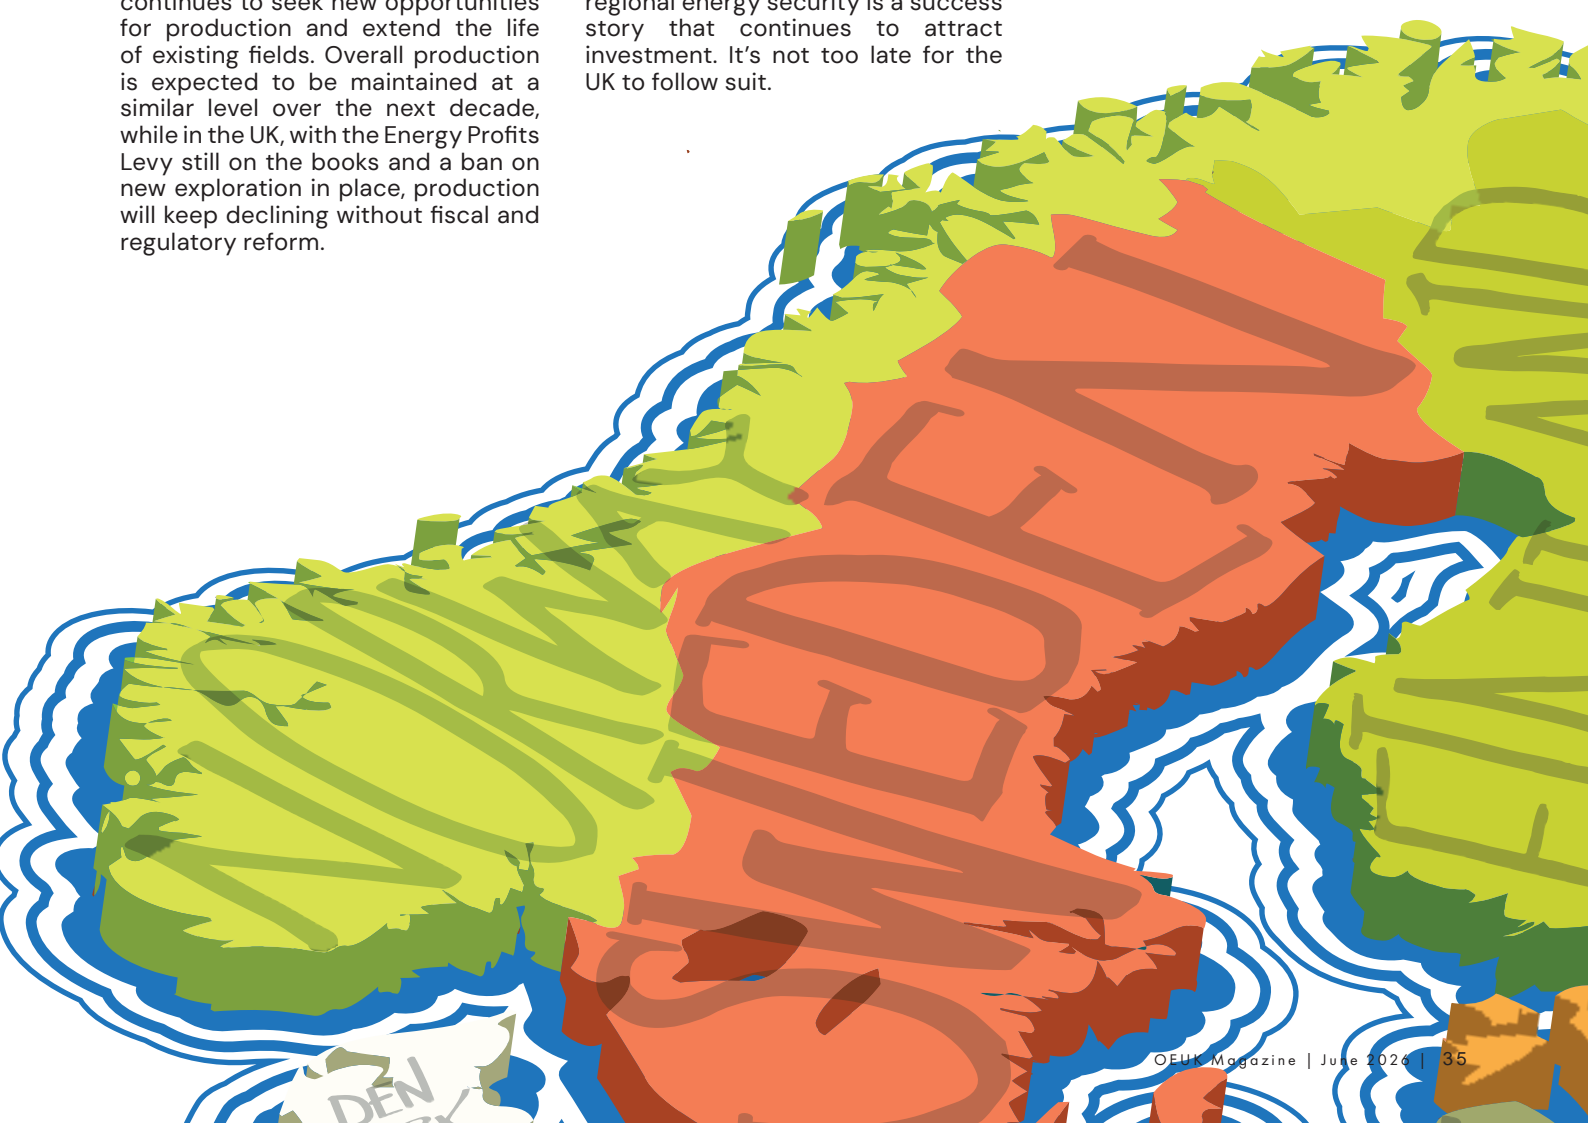 continues to seek new opportunities
for production and extend the life
of existing fields. Overall production
is expected to be maintained at a
similar level over the next decade,
while in the UK, with the Energy Profits
Levy still on the books and a ban on
new exploration in place, production
will keep declining without fiscal and
regulatory reform.
regional energy security is a success
story that continues to attract
investment. It’s not too late for the
UK to follow suit.
NORWAY
SWEDEN
DEN
OEUK Magazine | June 2026 | 35